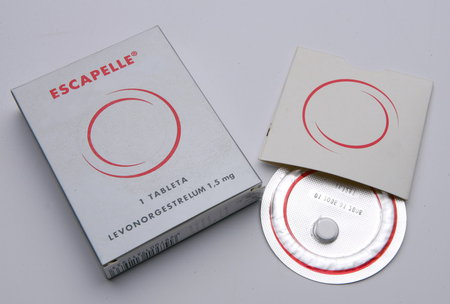 ESCAPELLE®
1 TABLETA
LEVONORGESTRELUM 1,5 mg